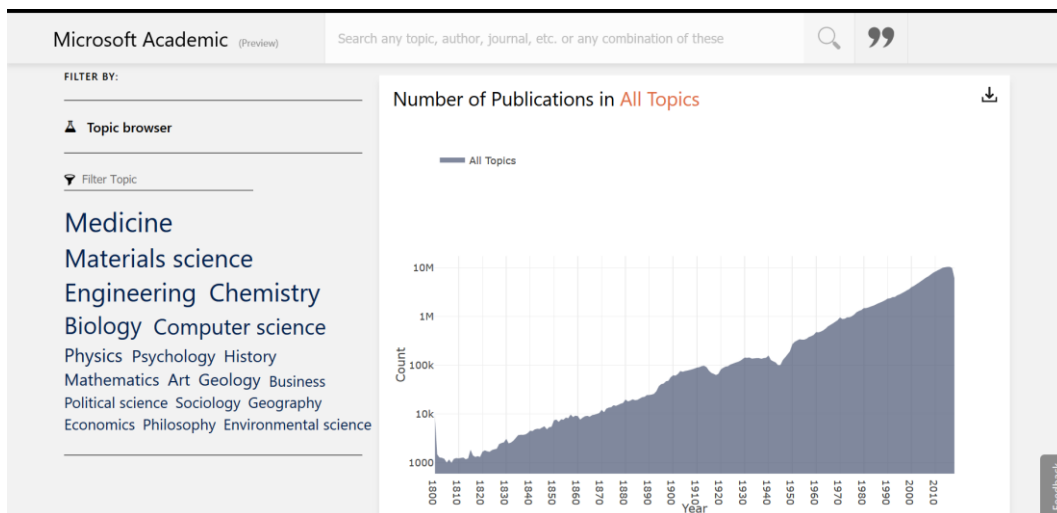 Microsoft Academic (Preview)
Search any topic, author, journal, etc. or any combination of these
FILTER BY:
Topic browser
Filter Topic
Medicine
Materials science
Engineering Chemistry
Biology Computer science
Physics Psychology History
Mathematics Art Geology Business
Political science Sociology Geography
Economics Philosophy Environmental science
Number of Publications in All Topics
All Topics
10M
1M
100k
10k
1000
Count
1800 1810 1820 1830 1840 1850 1860 1870 1880 1890 1900 1910 1920 1930 1940 1950 1960 1970 1980 1990 2000 2010
Year
Feedback